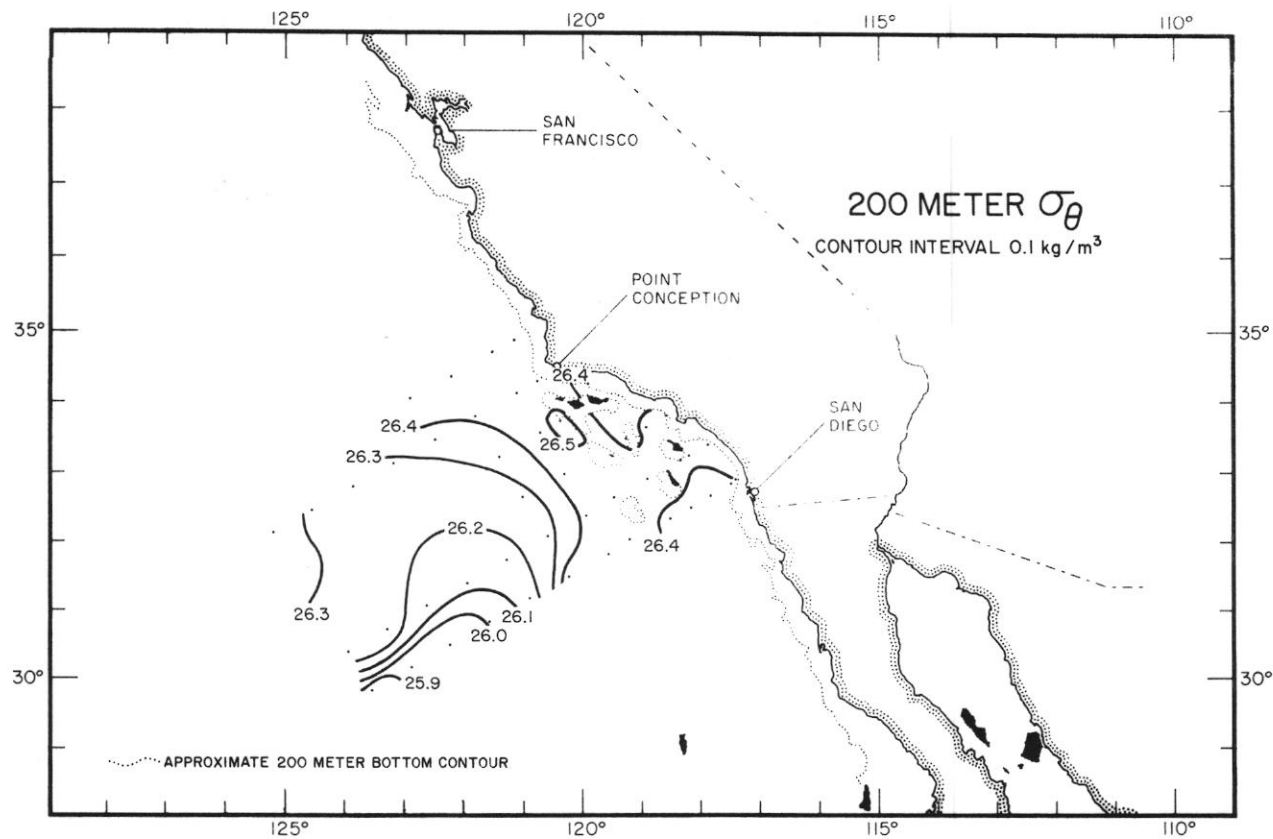 125°
120°
115°
110°
SAN
FRANCISCO
200 METER σθ
CONTOUR INTERVAL 0.1 kg/m³
POINT
CONCEPTION
35°
35°
26.4
SAN
DIEGO
26.4
26.5
26.3
26.2
26.4
26.3
26.1
26.0
30°
25.9
30°
APPROXIMATE 200 METER BOTTOM CONTOUR
125°
120°
115°
110°